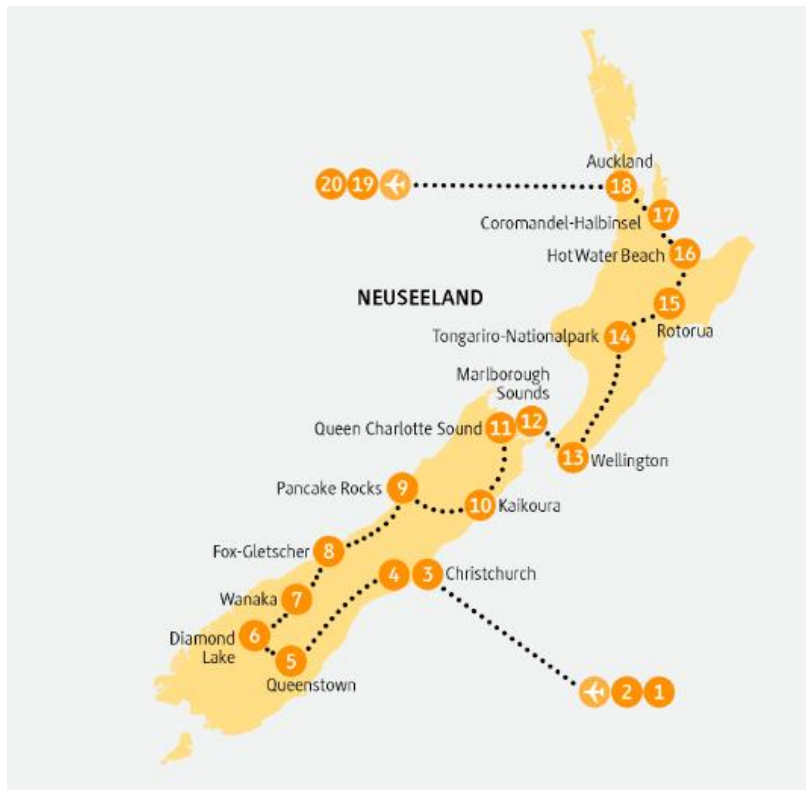 Auckland
20 19
18
Coromandel-Halbinsel
17
Hot Water Beach
16
NEUSEELAND
15
Rotorua
Tongariro-Nationalpark
14
Marlborough
Sounds
12
Queen Charlotte Sound
11
13
Wellington
Pancake Rocks
9
10
Kaikoura
Fox-Gletscher
8
4 3
Christchurch
Wanaka
7
Diamond
Lake
6
5
Queenstown
2 1